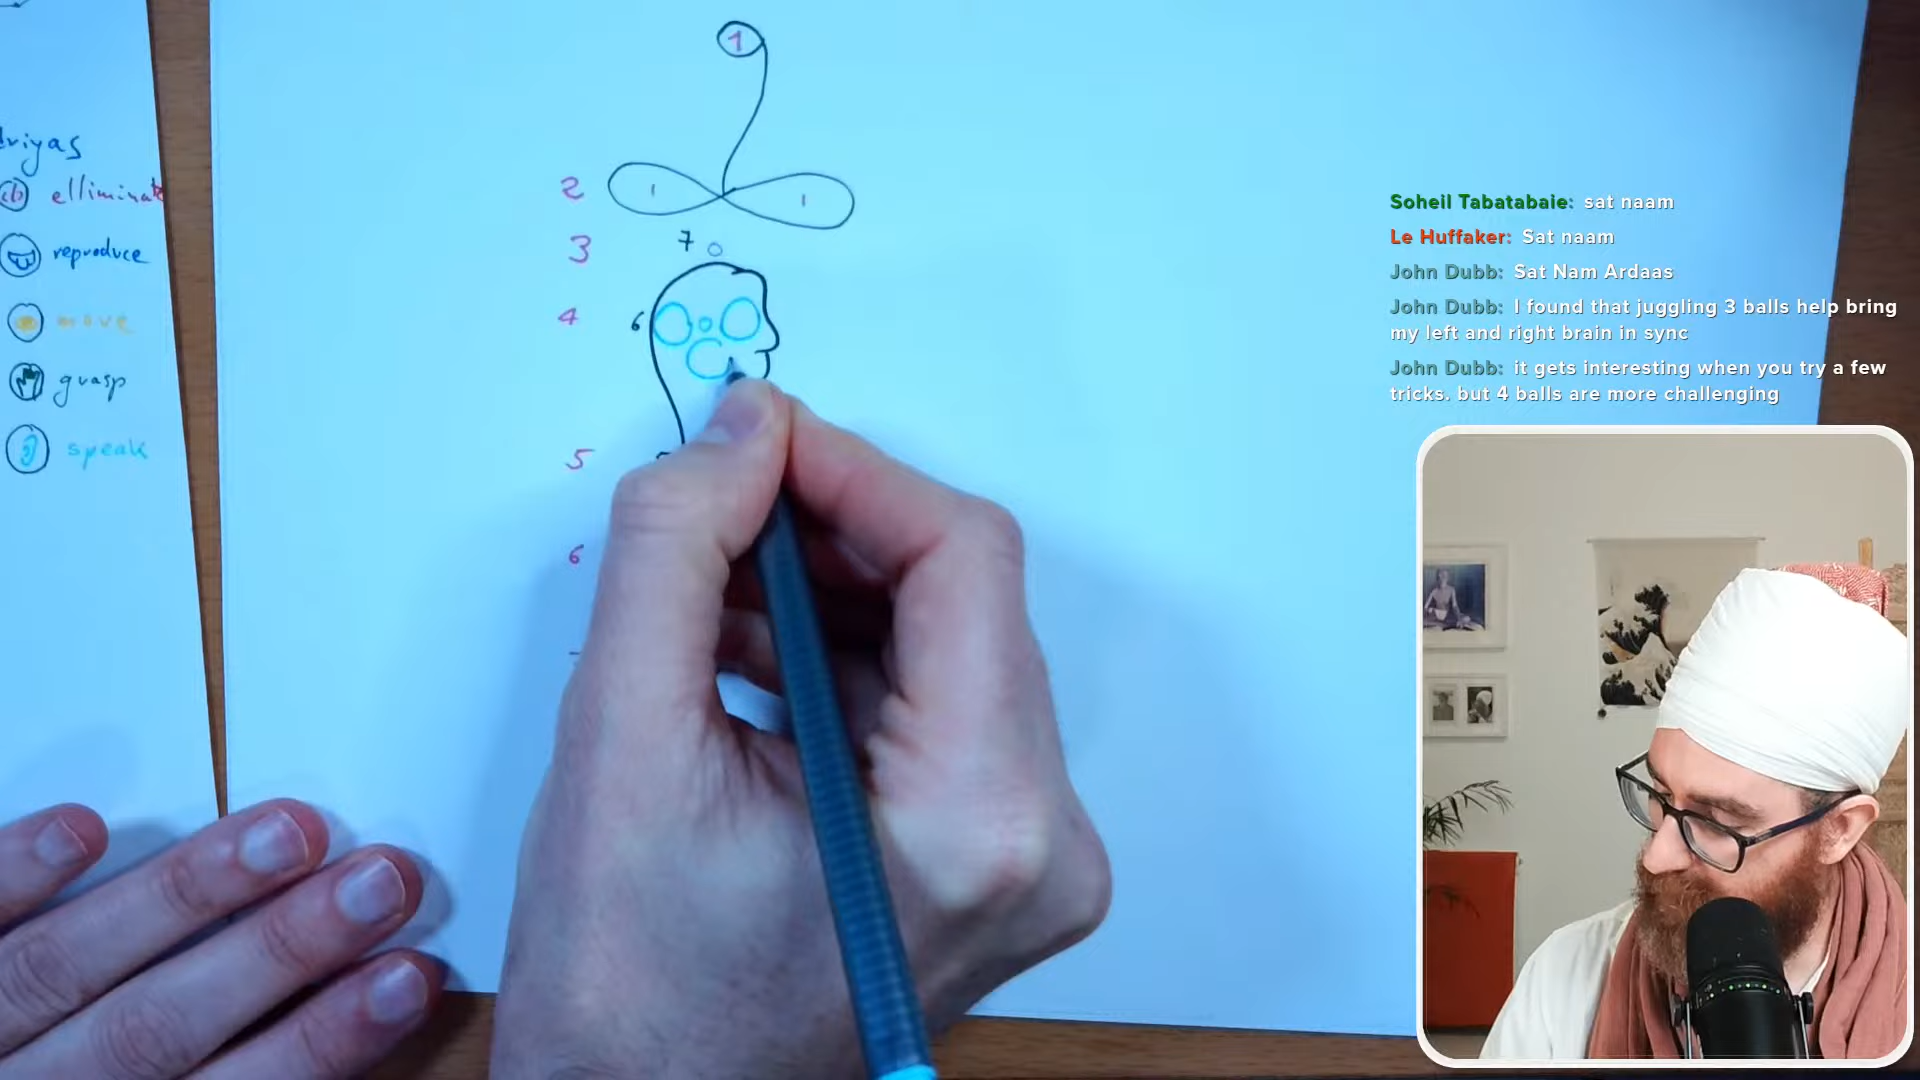 driyas
elliminate
reproduce
move
grasp
speak
1
2
1
1
3
7
4
6
5
6
Soheil Tabatabaie: sat naam
Le Huffaker: Sat naam
John Dubb: Sat Nam Ardaas
John Dubb: I found that juggling 3 balls help bring
my left and right brain in sync
John Dubb: it gets interesting when you try a few
tricks. but 4 balls are more challenging